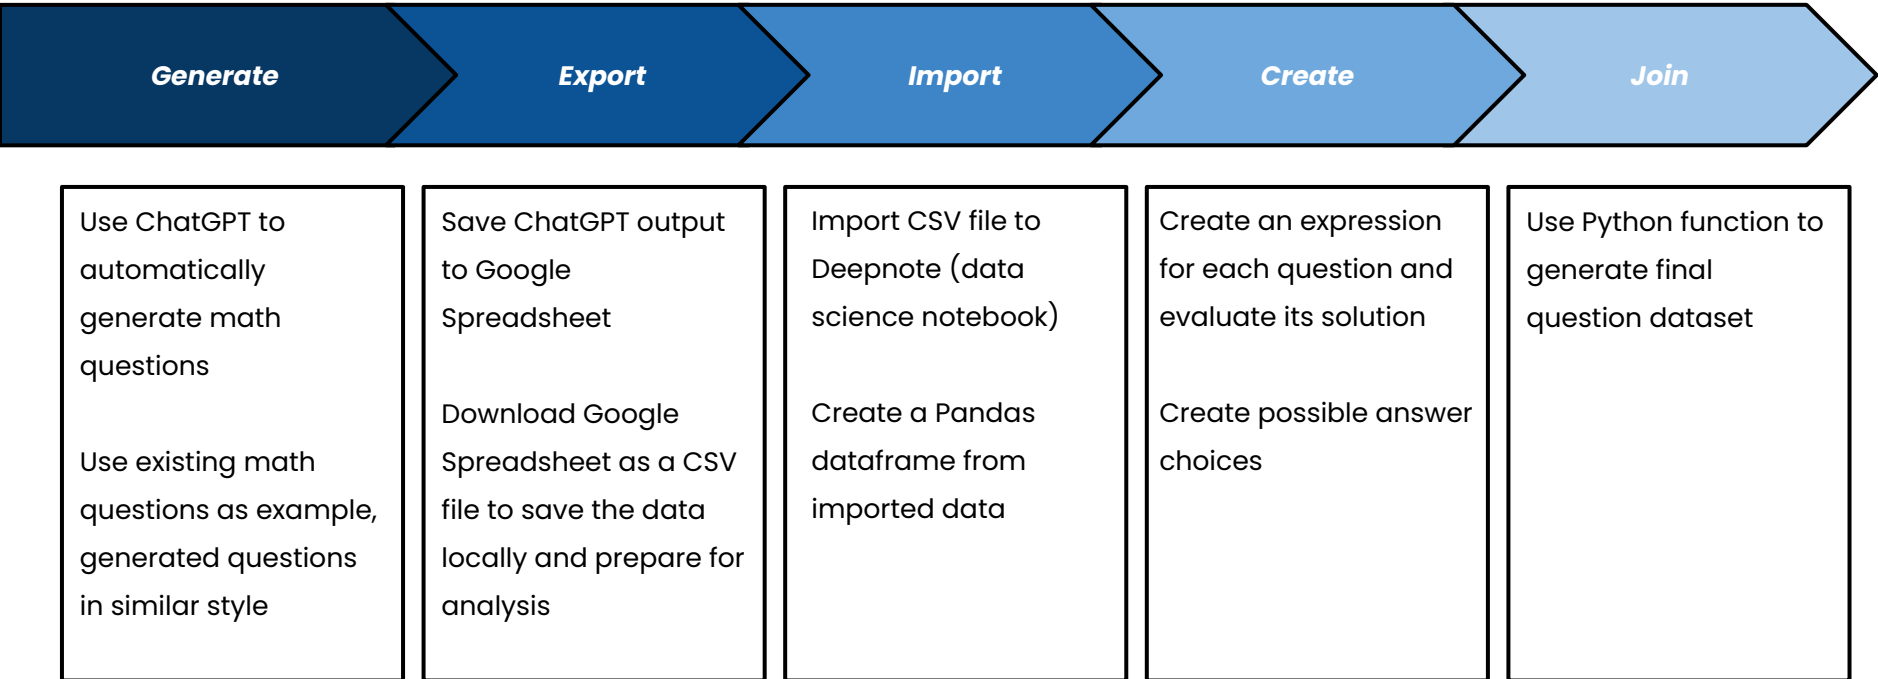 Generate
Export
Import
Create
Join
Use ChatGPT to
automatically
generate math
questions
Use existing math
questions as example,
generated questions
in similar style
Save ChatGPT output
to Google
Spreadsheet
Download Google
Spreadsheet as a CSV
file to save the data
locally and prepare for
analysis
Import CSV file to
Deepnote (data
science notebook)
Create a Pandas
dataframe from
imported data
Create an expression
for each question and
evaluate its solution
Create possible answer
choices
Use Python function to
generate final
question dataset